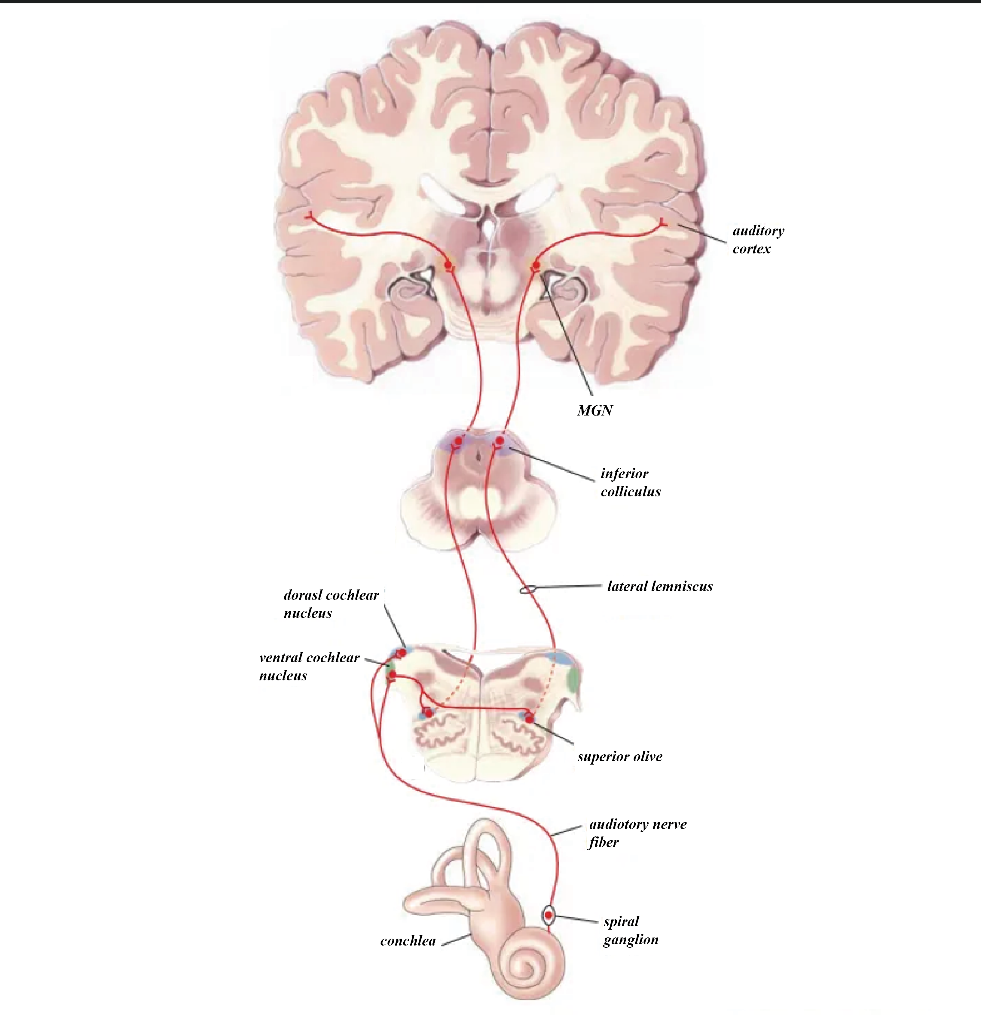 auditory
cortex
MGN
inferior
colliculus
lateral lemniscus
dorasl cochlear
nucleus
ventral cochlear
nucleus
superior olive
audiotory nerve
fiber
spiral
ganglion
conchlea